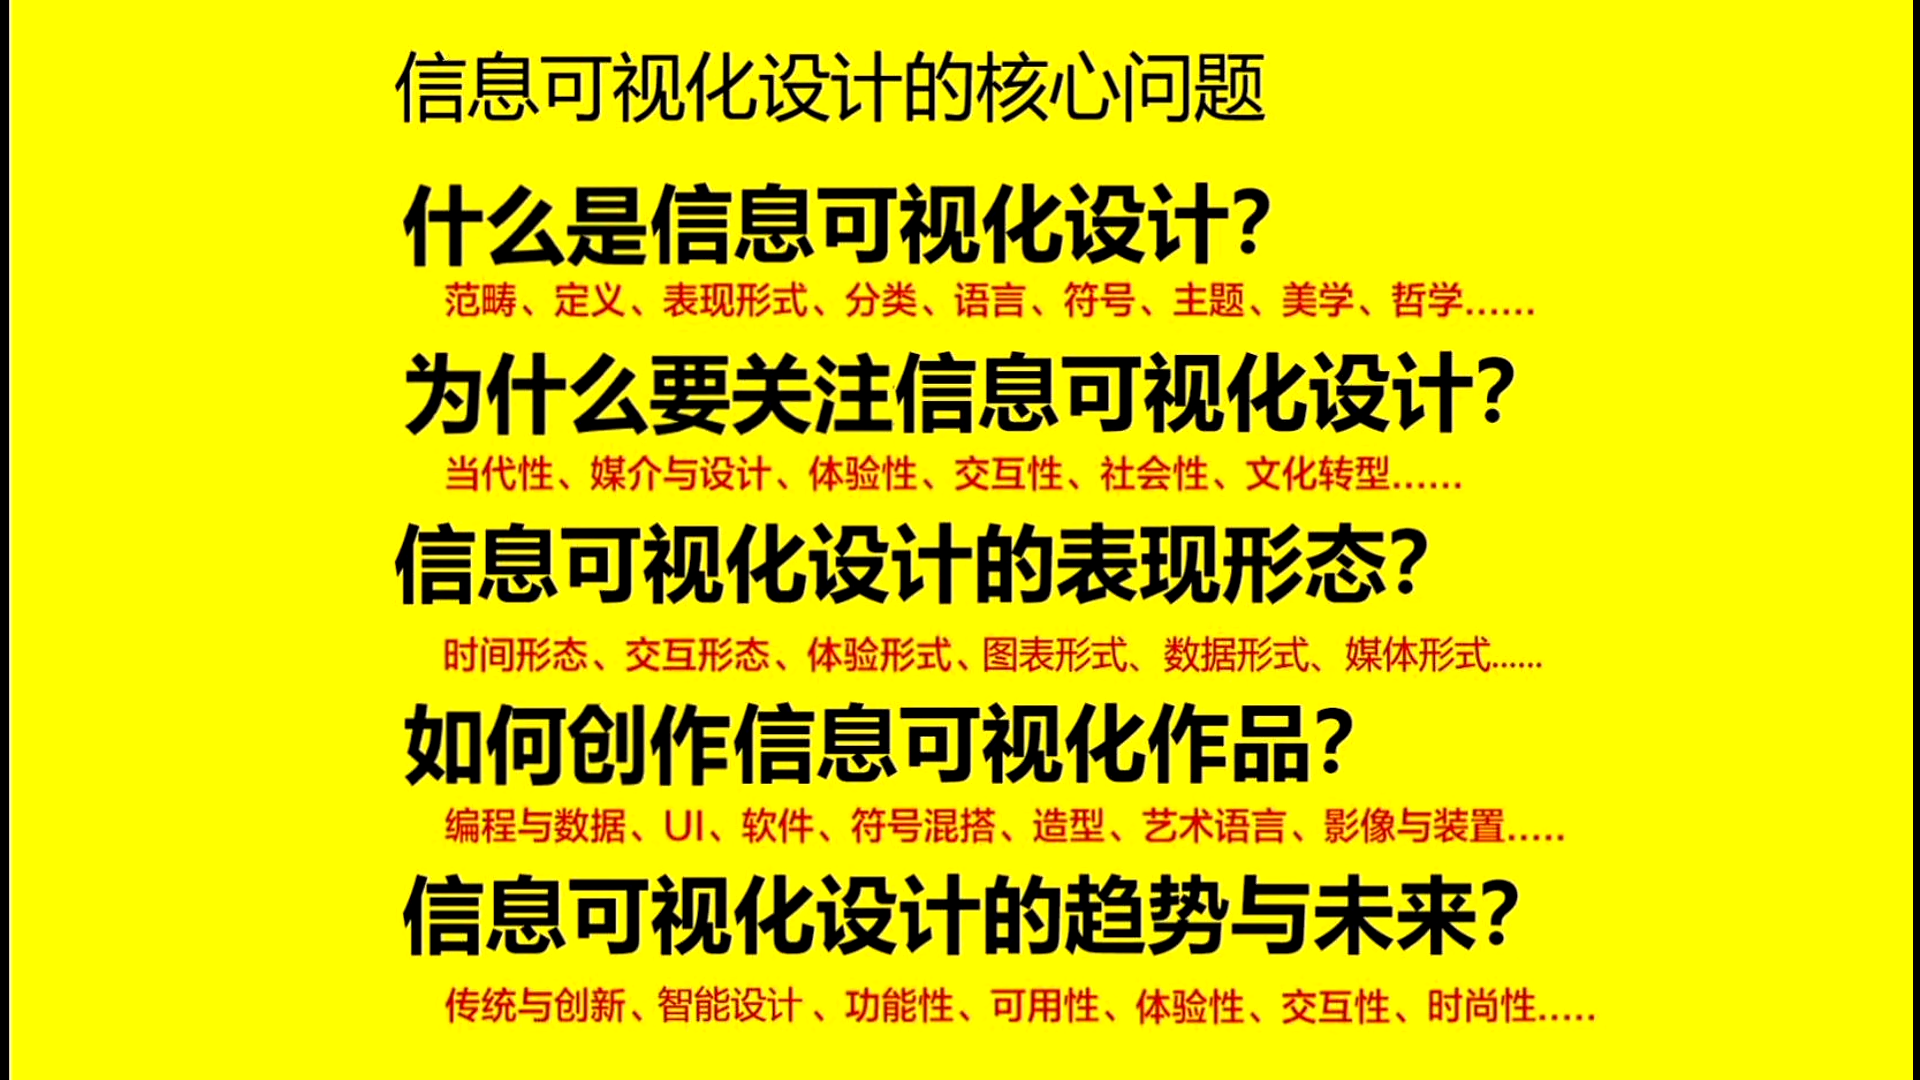 信息可视化设计的核心问题
什么是信息可视化设计？
范畴、定义、表现形式、分类、语言、符号、主题、美学、哲学……
为什么要关注信息可视化设计？
当代性、媒介与设计、体验性、交互性、社会性、文化转型……
信息可视化设计的表现形态？
时间形态、交互形态、体验形式、图表形式、数据形式、媒体形式......
如何创作信息可视化作品？
编程与数据、UI、软件、符号混搭、造型、艺术语言、影像与装置.....
信息可视化设计的趋势与未来？
传统与创新、智能设计、功能性、可用性、体验性、交互性、时尚性.....